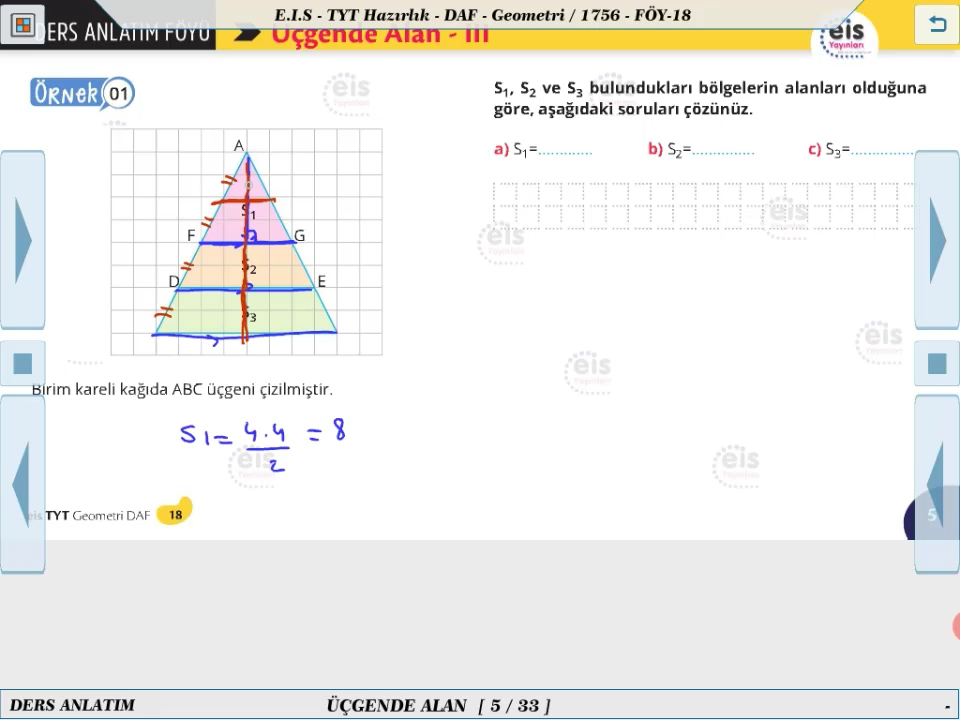 E.I.S - TYT Hazırlık - DAF - Geometri / 1756 - FÖY-18
DERS ANLATIM FÖYÜ
Üçgende Alan - III
eis
Yayınları
ÖRNEK 01
S1, S2 ve S3 bulundukları bölgelerin alanları olduğuna
göre, aşağıdaki soruları çözünüz.
a) S1=............. b) S2=............... c) S3=...............
A
S1
F G
S2
D E
S3
Birim kareli kağıda ABC üçgeni çizilmiştir.
S1 = 4.4 = 8
2
eis TYT Geometri DAF 18
5
DERS ANLATIM ÜÇGENDE ALAN [ 5 / 33 ] -